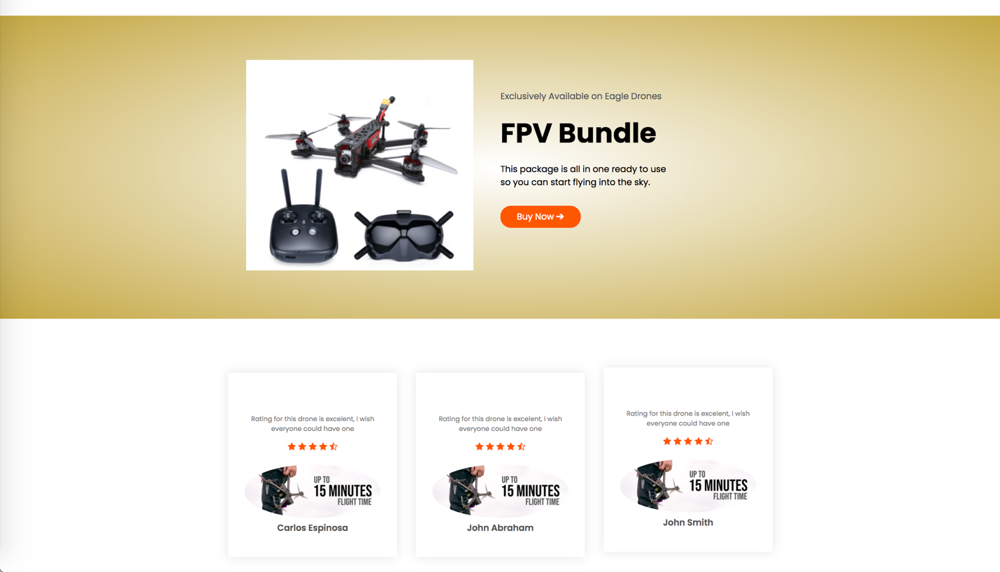 Exclusively Available on Eagle Drones
FPV Bundle
This package is all in one ready to use
so you can start flying into the sky.
Buy Now ➔
Rating for this drone is excelent, I wish
everyone could have one
UP TO
15 MINUTES
FLIGHT TIME
Carlos Espinosa
Rating for this drone is excelent, I wish
everyone could have one
UP TO
15 MINUTES
FLIGHT TIME
John Abraham
Rating for this drone is excelent, I wish
everyone could have one
UP TO
15 MINUTES
FLIGHT TIME
John Smith